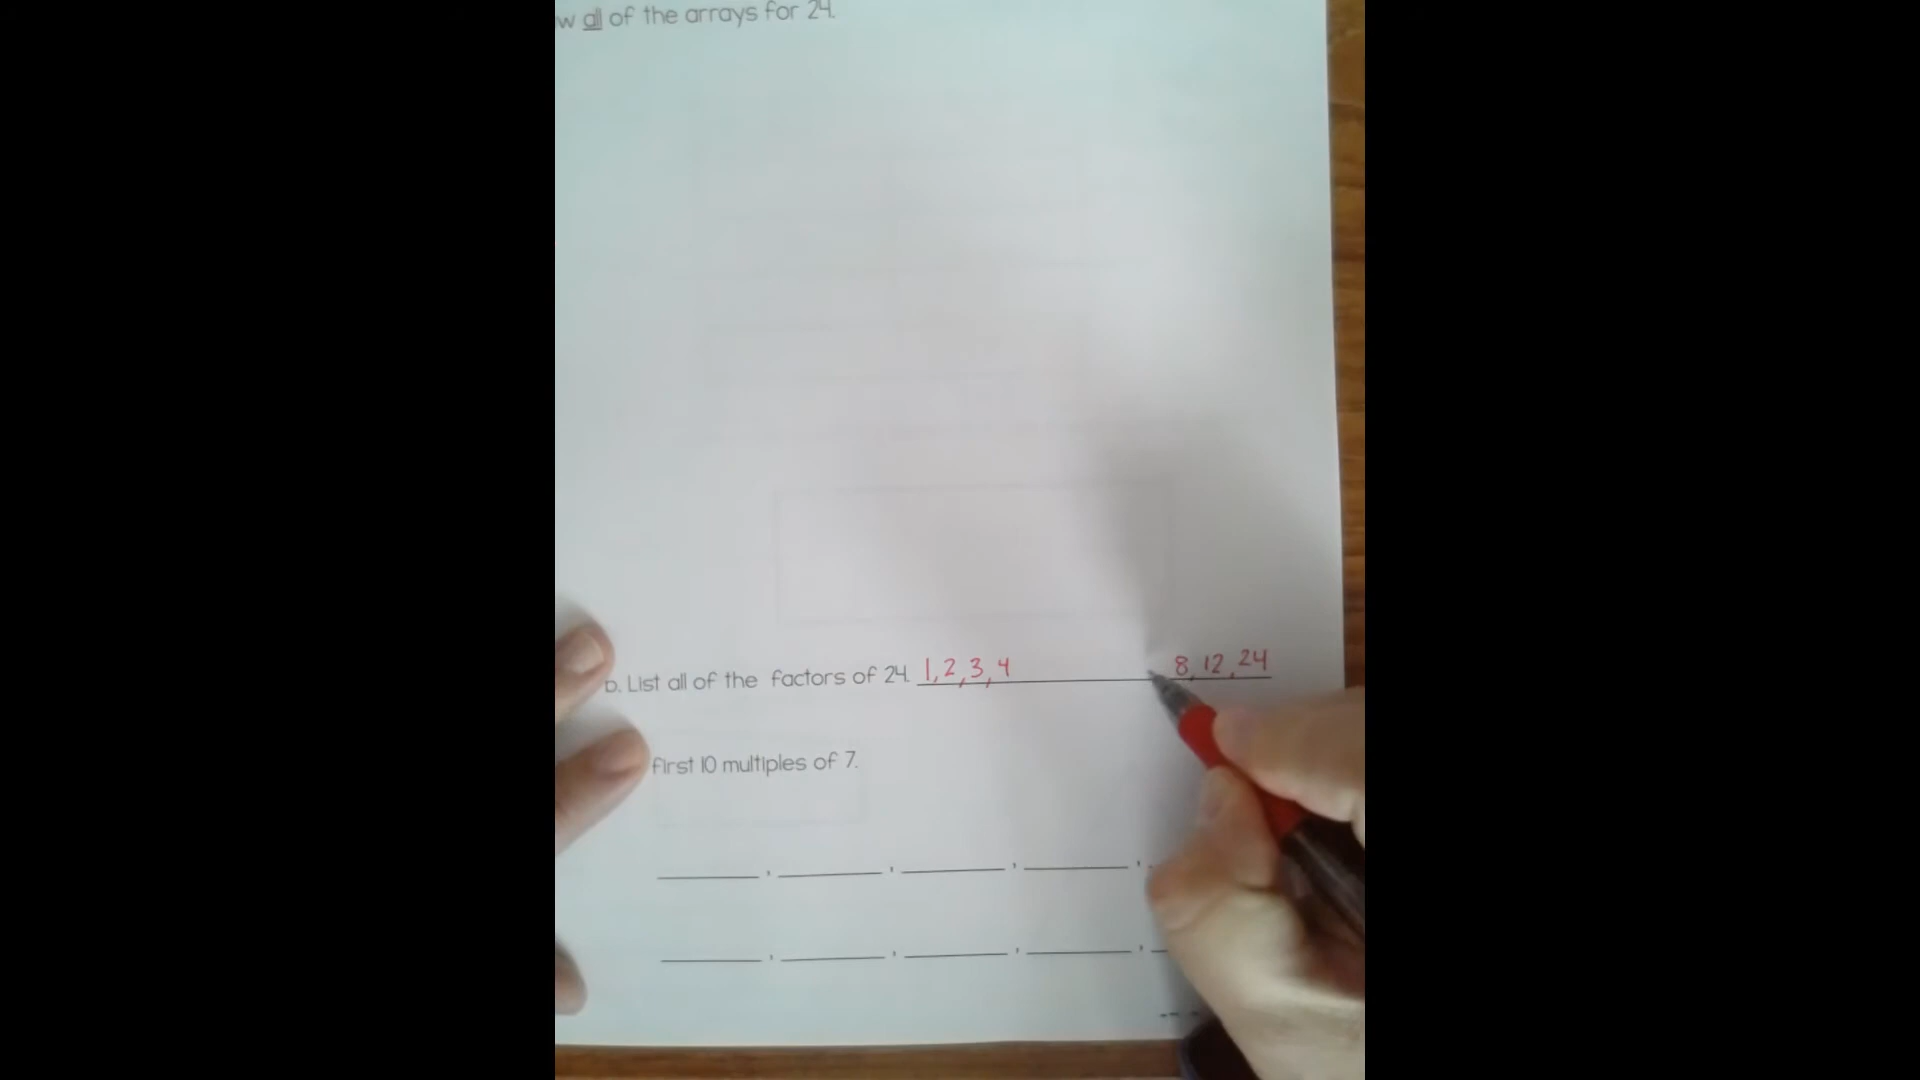 w all of the arrays for 24.
b. List all of the factors of 24. 1, 2, 3, 4 8, 12, 24
first 10 multiples of 7.